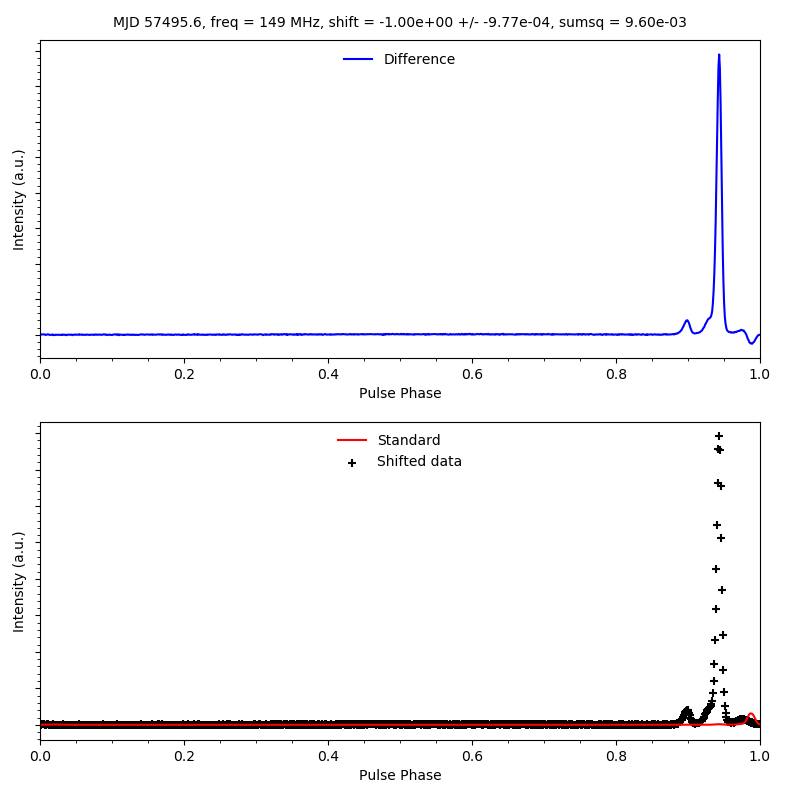 MJD 57495.6, freq = 149 MHz, shift = -1.00e+00 +/- -9.77e-04, sumsq = 9.60e-03
Difference
Intensity (a.u.)
0.0 0.2 0.4 0.6 0.8 1.0
Pulse Phase
Standard
Shifted data
Intensity (a.u.)
0.0 0.2 0.4 0.6 0.8 1.0
Pulse Phase